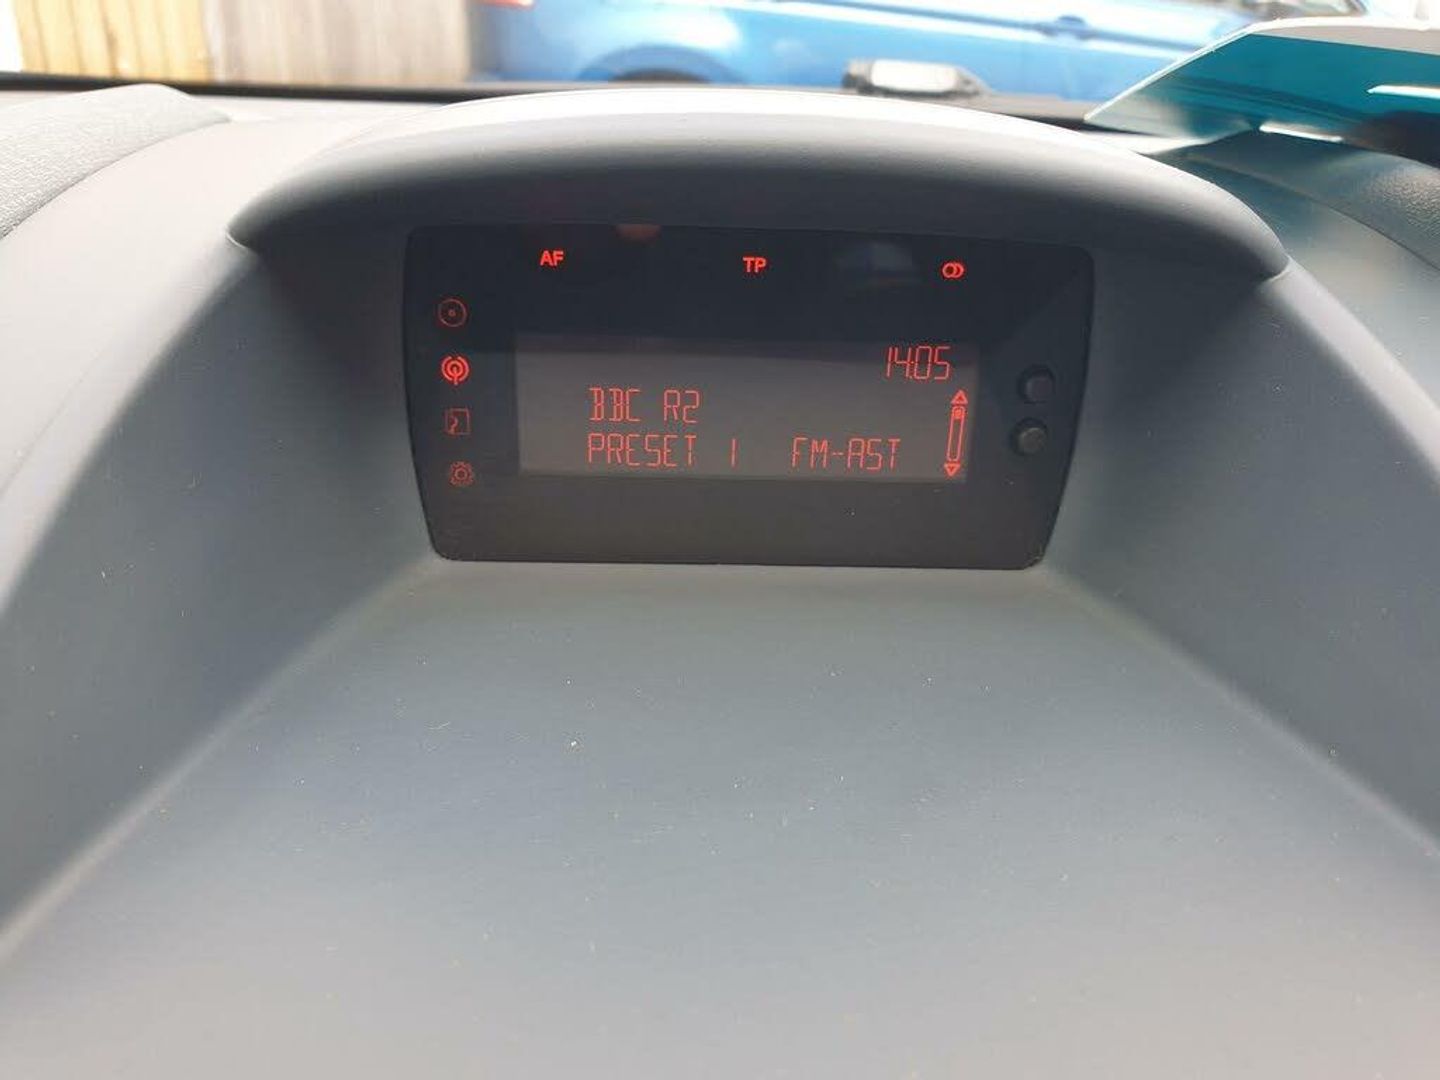 AF TP
14:05
BBC R2
PRESET 1 FM-AST